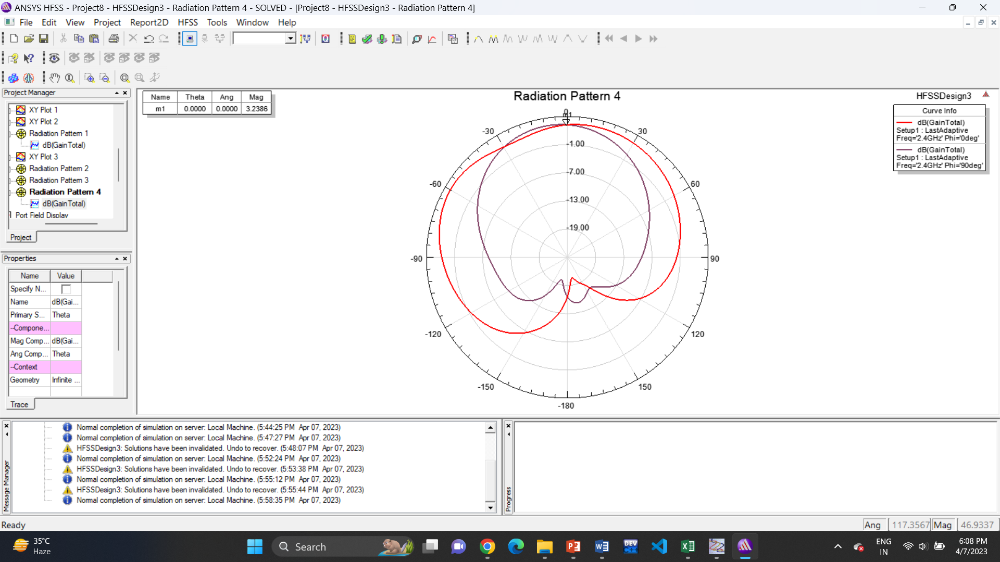 ANSYS HFSS - Project8 - HFSSDesign3 - Radiation Pattern 4 - SOLVED - [Project8 - HFSSDesign3 - Radiation Pattern 4]
File Edit View Project Report2D HFSS Tools Window Help
Project Manager
XY Plot 1
XY Plot 2
Radiation Pattern 1
dB(GainTotal)
XY Plot 3
Radiation Pattern 2
Radiation Pattern 3
Radiation Pattern 4
dB(GainTotal)
Port Field Display
Project
Properties
Name Value
Specify N...
Name dB(Gai...
Primary S... Theta
--Compone...
Mag Comp... dB(Gai...
Ang Comp... Theta
--Context
Geometry Infinite ...
Trace
Name Theta Ang Mag
m1 0.0000 0.0000 3.2386
Radiation Pattern 4
HFSSDesign3
Curve Info
dB(GainTotal)
Setup1 : LastAdaptive
Freq='2.4GHz' Phi='0deg'
dB(GainTotal)
Setup1 : LastAdaptive
Freq='2.4GHz' Phi='90deg'
0
m1
-30 30
-1.00
-7.00
-60 60
-13.00
-19.00
-90 90
-120 120
-150 150
-180
Message Manager
Normal completion of simulation on server: Local Machine. (5:44:25 PM Apr 07, 2023)
Normal completion of simulation on server: Local Machine. (5:47:27 PM Apr 07, 2023)
HFSSDesign3: Solutions have been invalidated. Undo to recover. (5:48:07 PM Apr 07, 2023)
Normal completion of simulation on server: Local Machine. (5:52:24 PM Apr 07, 2023)
HFSSDesign3: Solutions have been invalidated. Undo to recover. (5:53:38 PM Apr 07, 2023)
Normal completion of simulation on server: Local Machine. (5:55:12 PM Apr 07, 2023)
HFSSDesign3: Solutions have been invalidated. Undo to recover. (5:55:44 PM Apr 07, 2023)
Normal completion of simulation on server: Local Machine. (5:58:35 PM Apr 07, 2023)
Progress
Ready
Ang 117.3567 Mag 46.9337
35°C
Haze
Search
DEV
ENG
IN
6:08 PM
4/7/2023